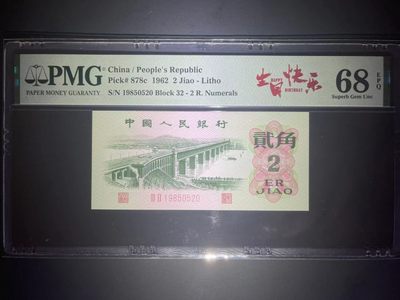 PMG
PAPER MONEY GUARANTY
China / People's Republic
Pick# 878c 1962 2 Jiao - Litho
S/N 19850520 Block 32 - 2 R. Numerals
生日快乐
HAPPY
BIRTHDAY
68
EPQ
Superb Gem Unc
中國人民銀行
貳角
2
ER
JIAO
19850520